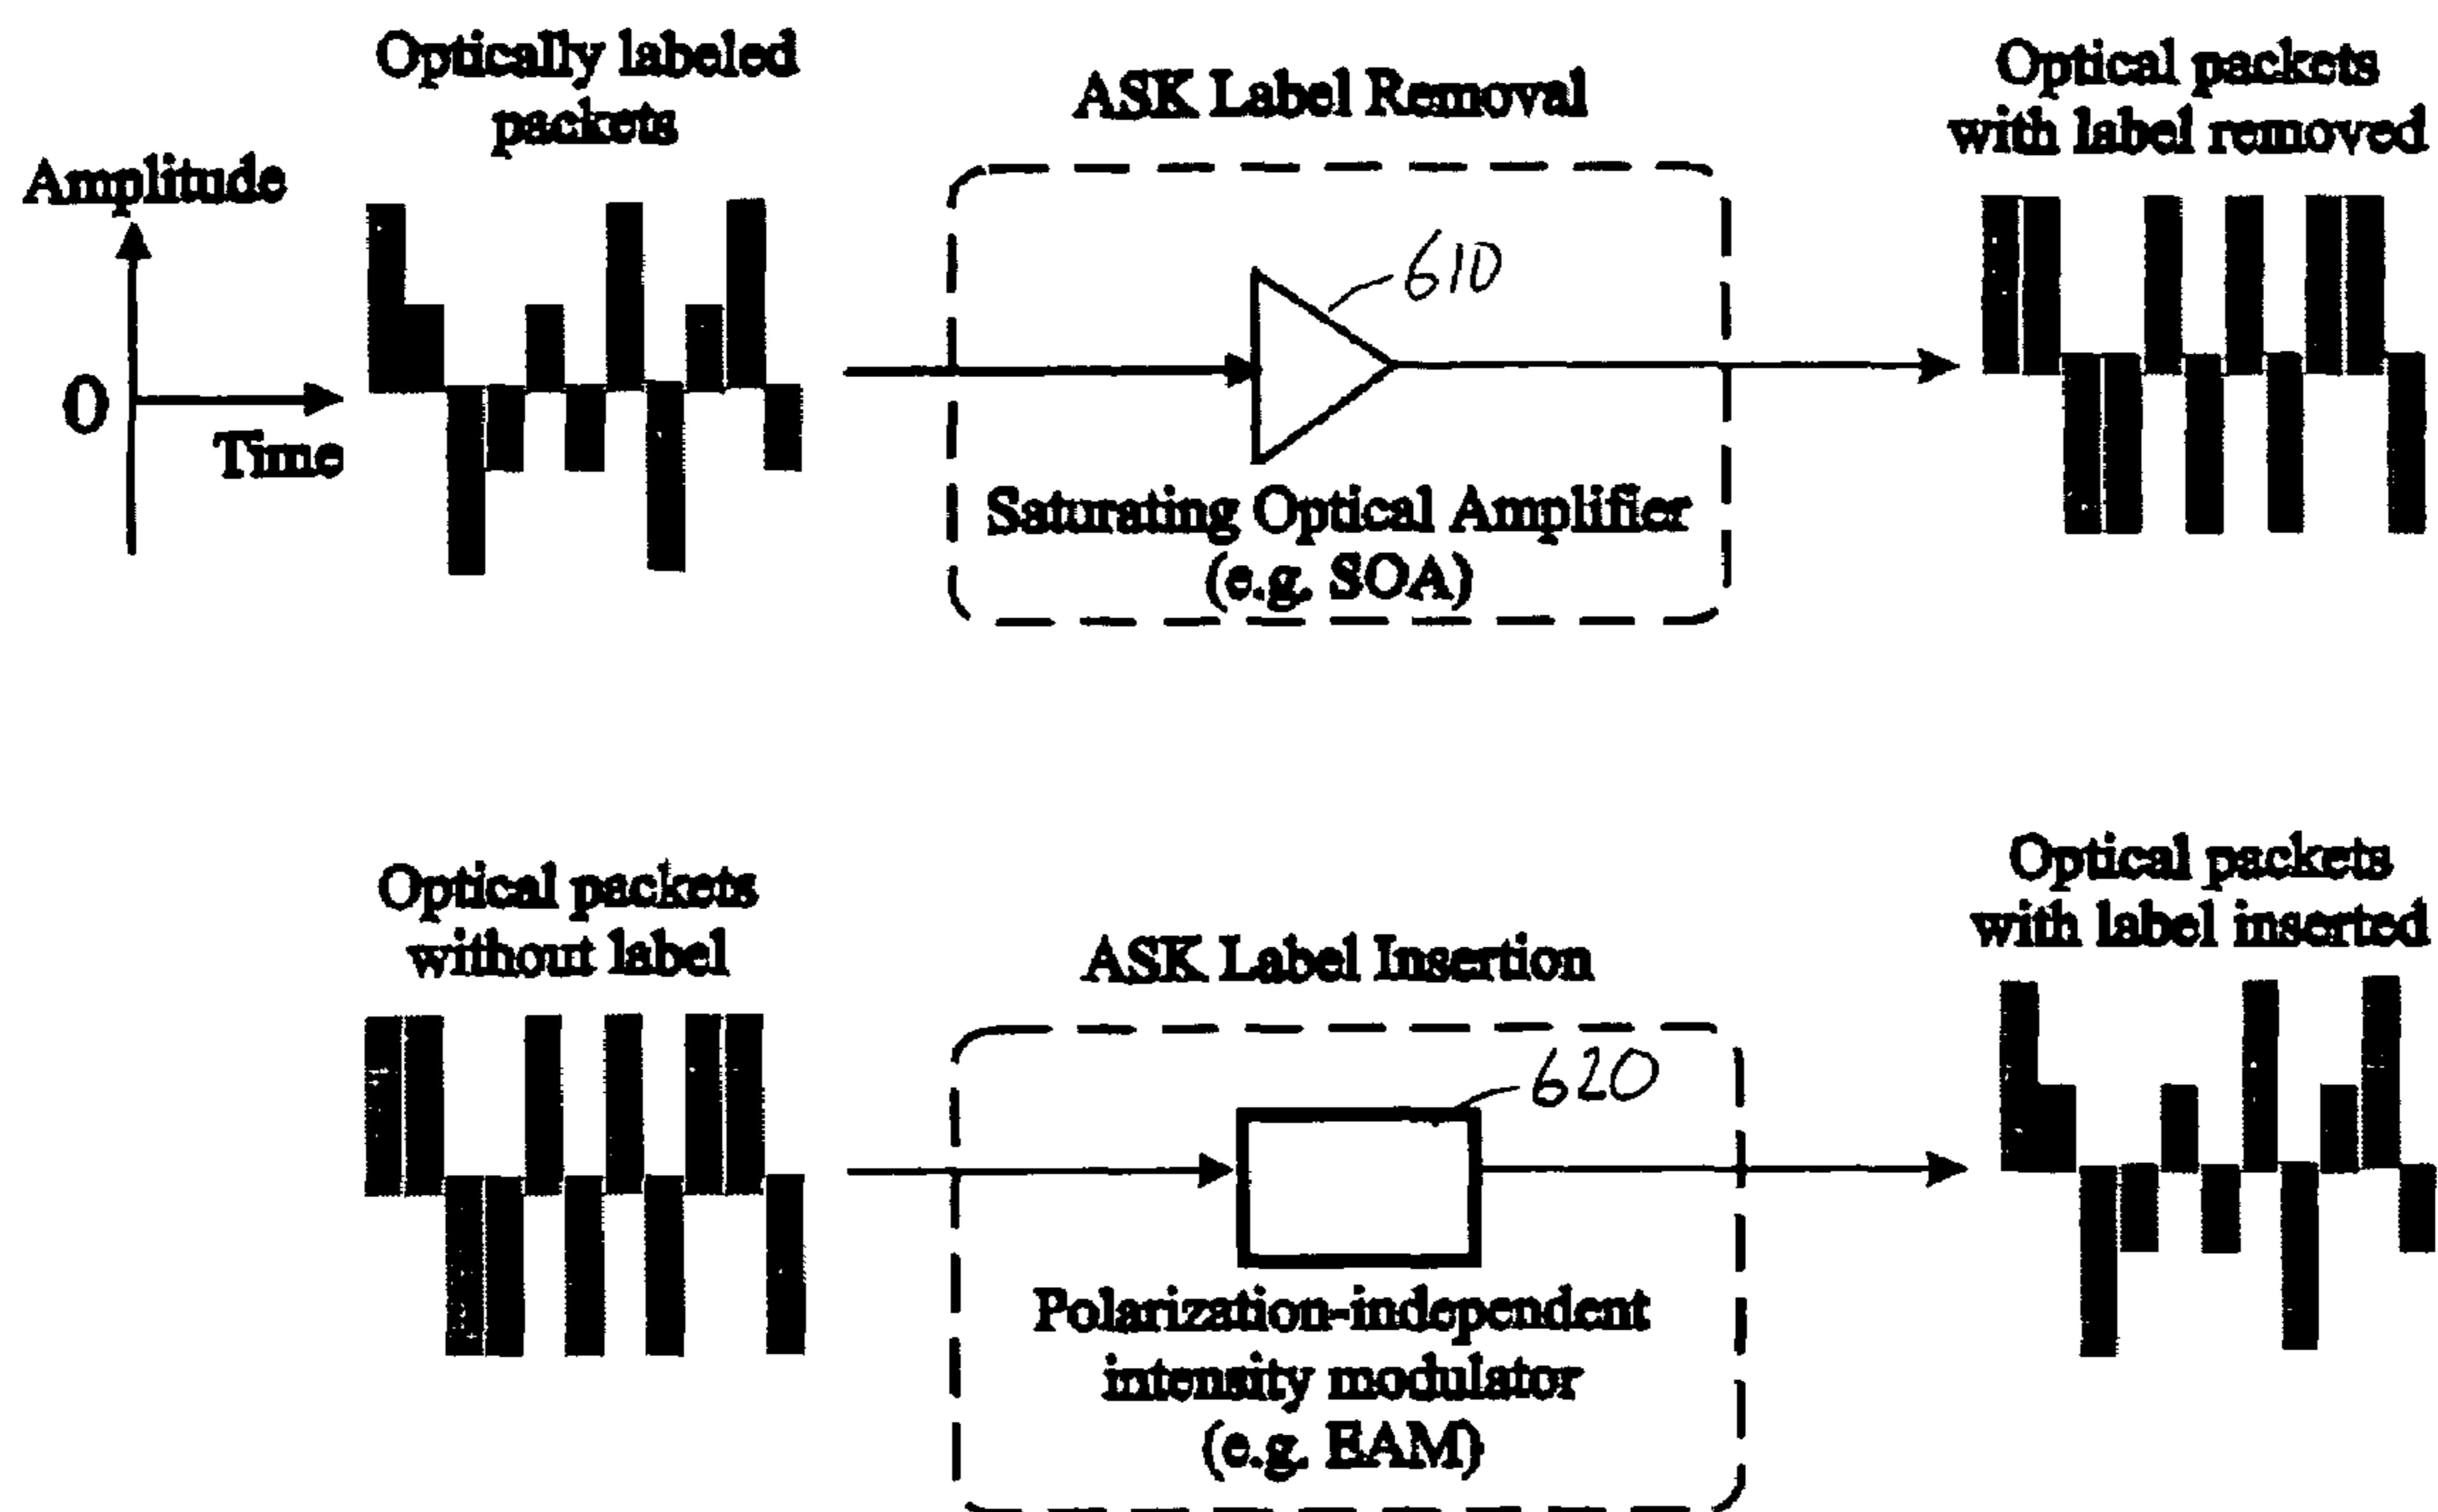 Optically labeled
packets
ASK Label Removal
Optical packets
with label removed
Amplitude
0
Time
610
Saturating Optical Amplifier
(e.g. SOA)
Optical packets
without label
ASK Label Insertion
Optical packets
with label inserted
620
Polarization-independent
intensity modulator
(e.g. EAM)